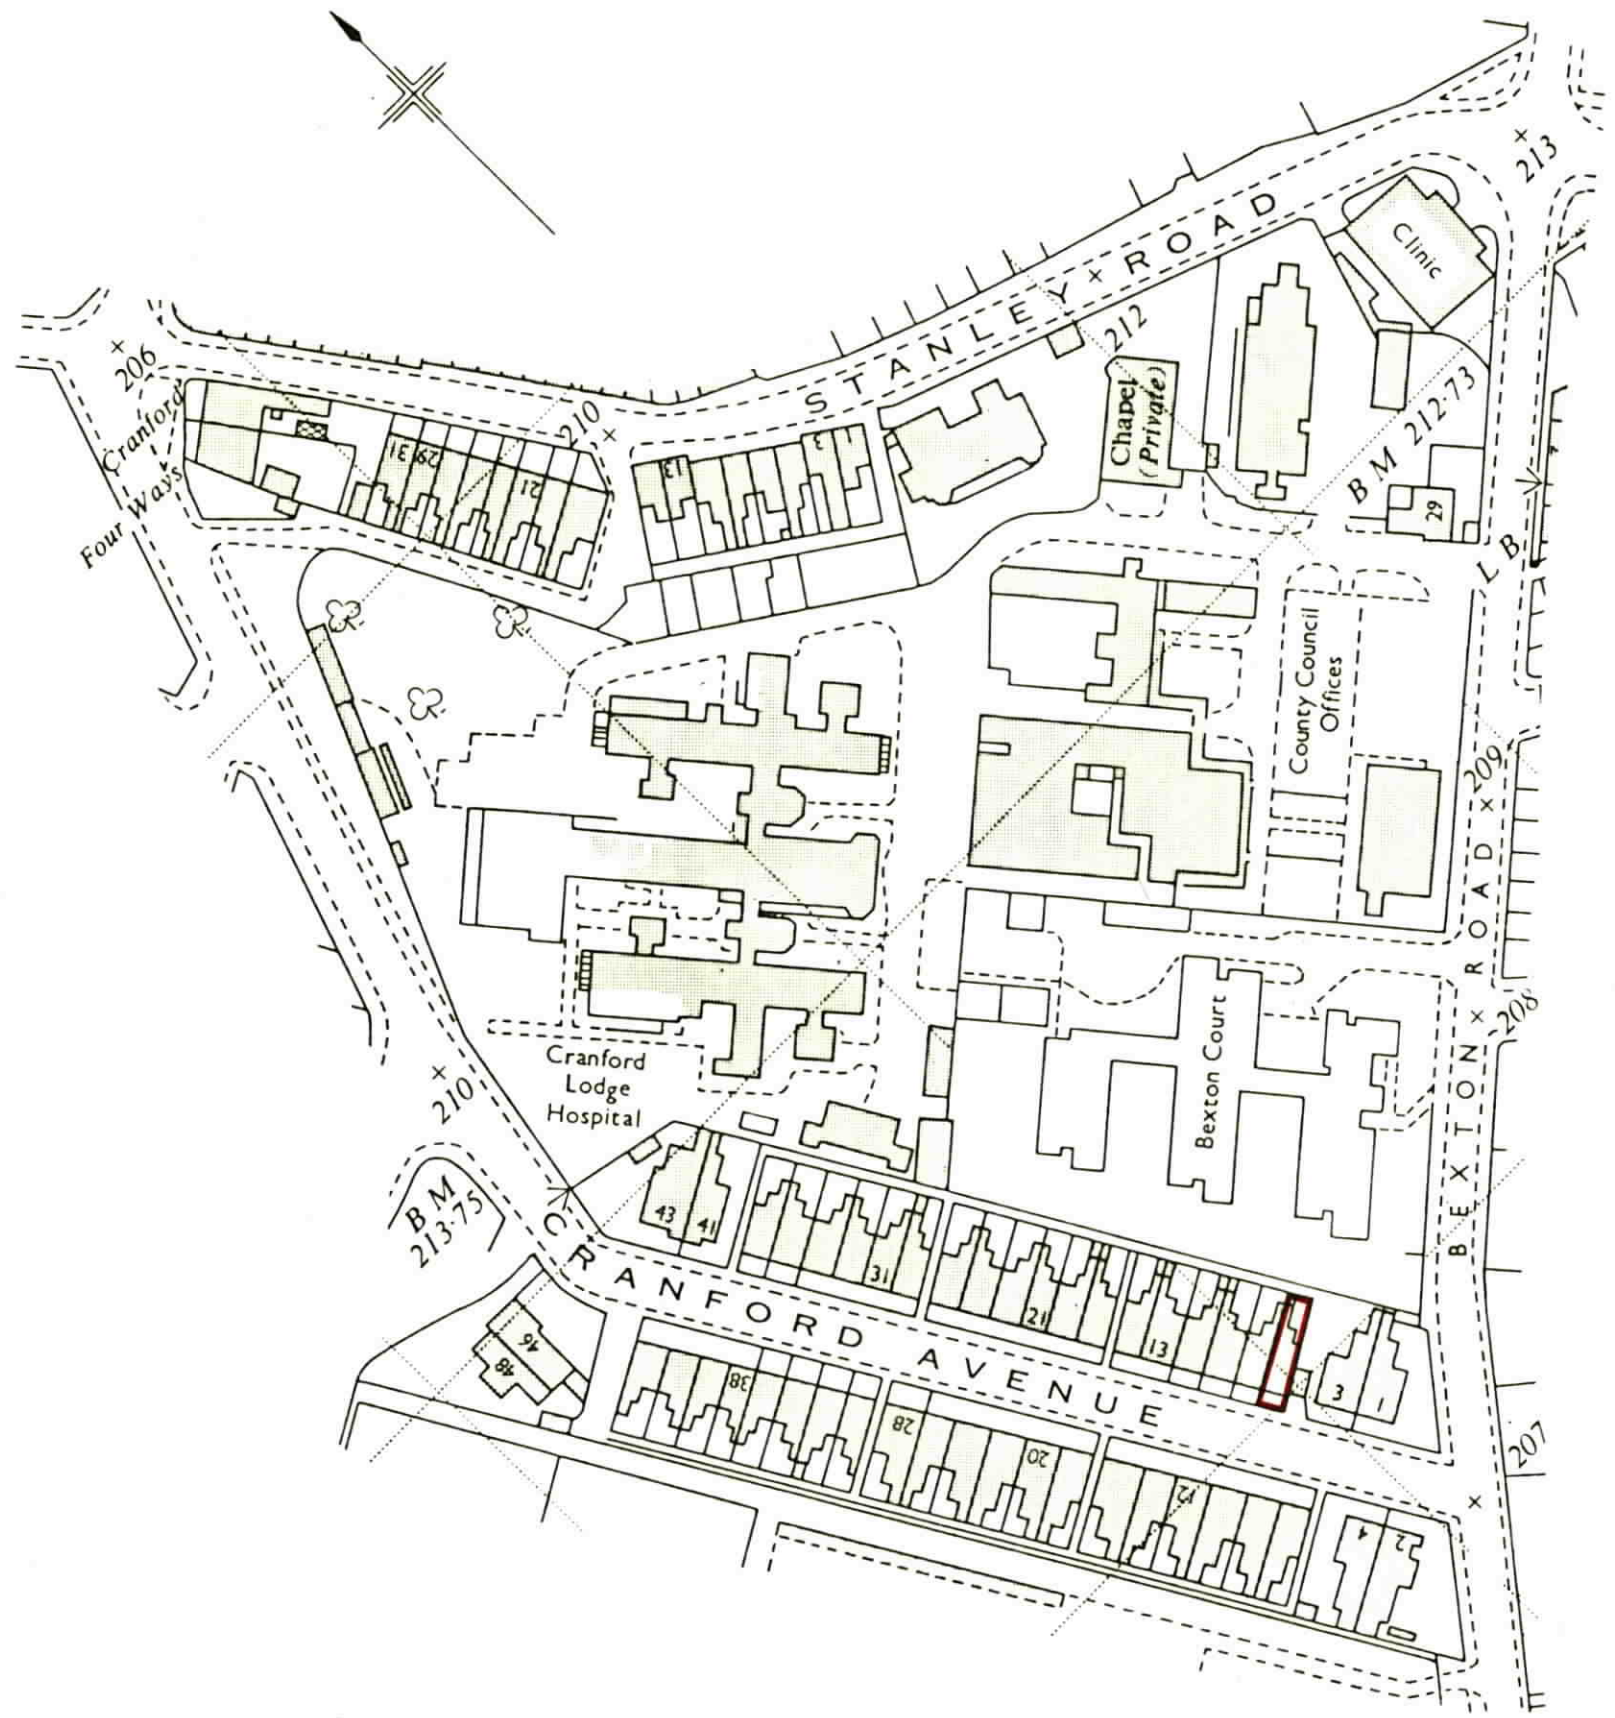 213
STANLEY ROAD
Clinic
212
206
Cranford
Four Ways
210
31
29
21
13
3
1
Chapel
(Private)
BM 212·73
29
LB
County Council
Offices
209
BEXTON ROAD
208
Cranford
Lodge
Hospital
Bexton Court
210
BM
213·75
43
41
31
21
13
3
1
CRANFORD AVENUE
46
48
38
28
20
12
4
2
207